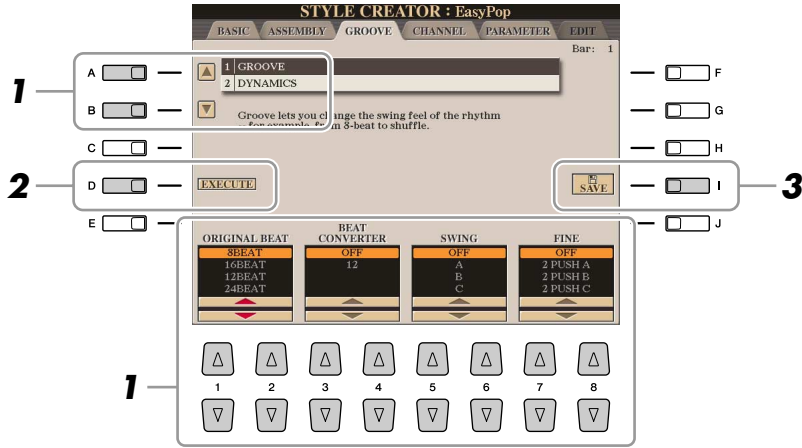 STYLE CREATOR : EasyPop
BASIC ASSEMBLY GROOVE CHANNEL PARAMETER EDIT
Bar: 1
1 GROOVE
2 DYNAMICS
Groove lets you change the swing feel of the rhythm
—for example, from 8-beat to shuffle.
A
B
C
D
E
F
G
H
I
J
1
2
3
EXECUTE
SAVE
ORIGINAL BEAT BEAT CONVERTER SWING FINE
8BEAT OFF OFF OFF
16BEAT 12 A 2 PUSH A
12BEAT B 2 PUSH B
24BEAT C 2 PUSH C
1
1 2 3 4 5 6 7 8